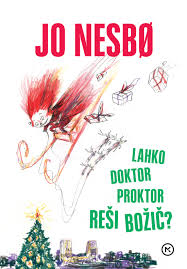 JO NESBØ
LAHKO
DOKTOR
PROKTOR
REŠI BOŽIČ?